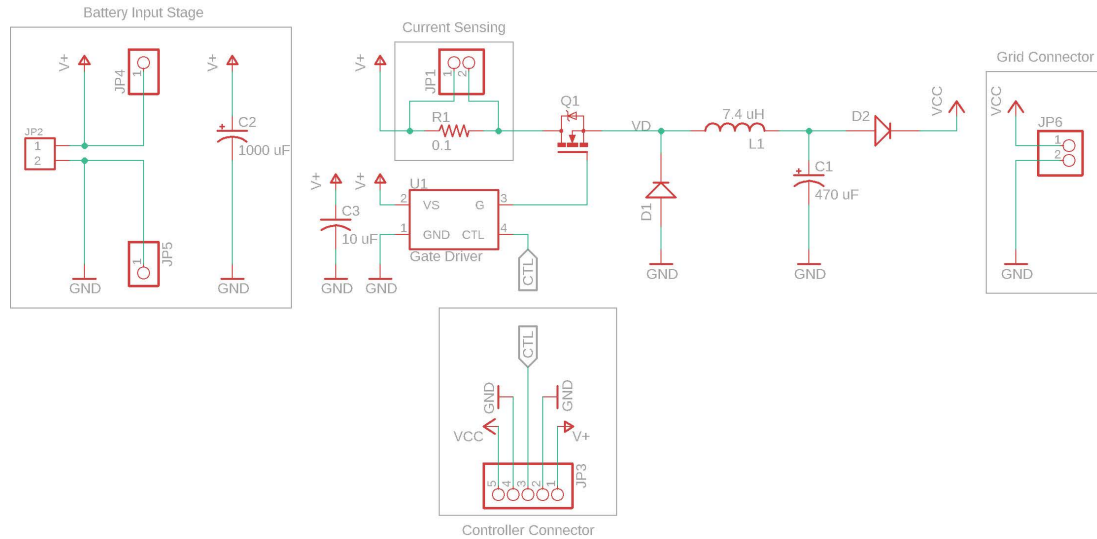 Battery Input Stage
Current Sensing
Grid Connector
V+
JP4
1
V+
V+
JP1
1
2
Q1
7.4 uH
D2
VCC
VCC
JP6
1
2
JP2
1
2
C2
1000 uF
R1
0.1
VD
L1
C1
470 uF
V+
V+
U1
2
VS
G
3
1
GND
CTL
4
Gate Driver
C3
10 uF
D1
JP5
1
GND
GND
GND
GND
CTL
GND
GND
GND
CTL
GND
GND
VCC
V+
JP3
5
4
3
2
1
Controller Connector